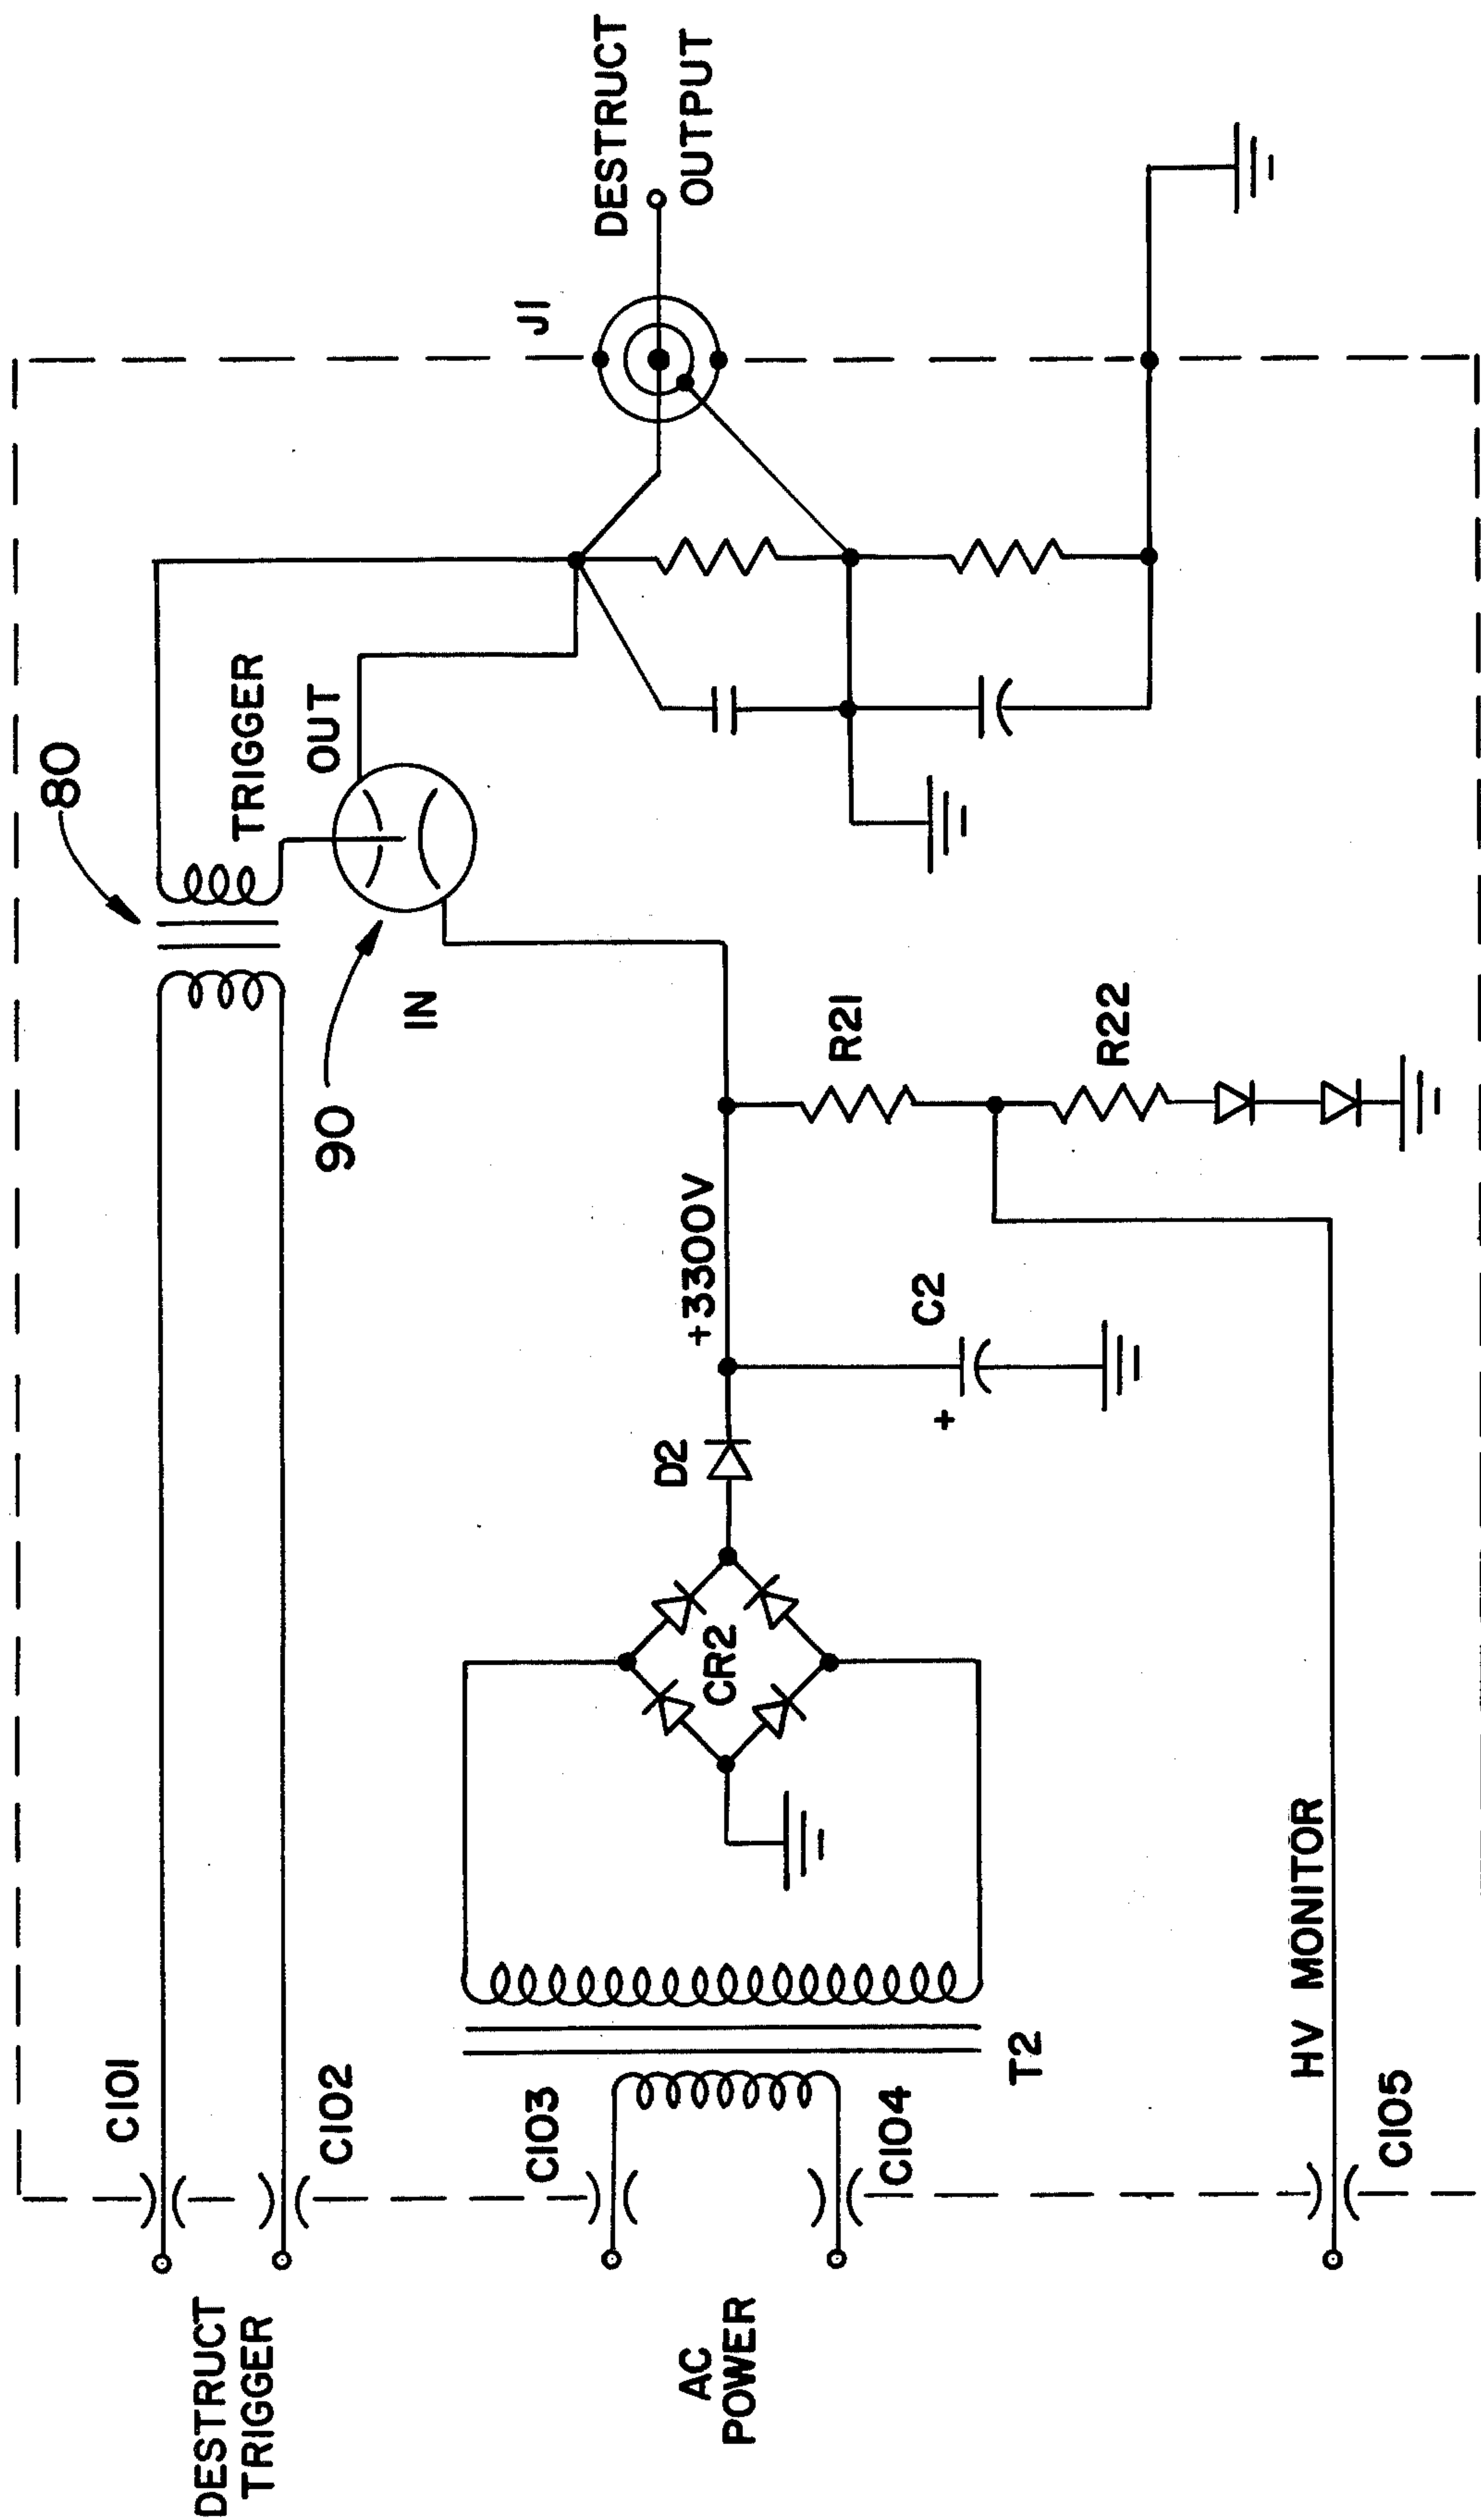 DESTRUCT
TRIGGER
C101
C102
80
TRIGGER
OUT
90
IN
J1
DESTRUCT
OUTPUT
AC
POWER
C103
C104
T2
CR2
D2
+3300V
C2
+
R21
R22
HV MONITOR
C105